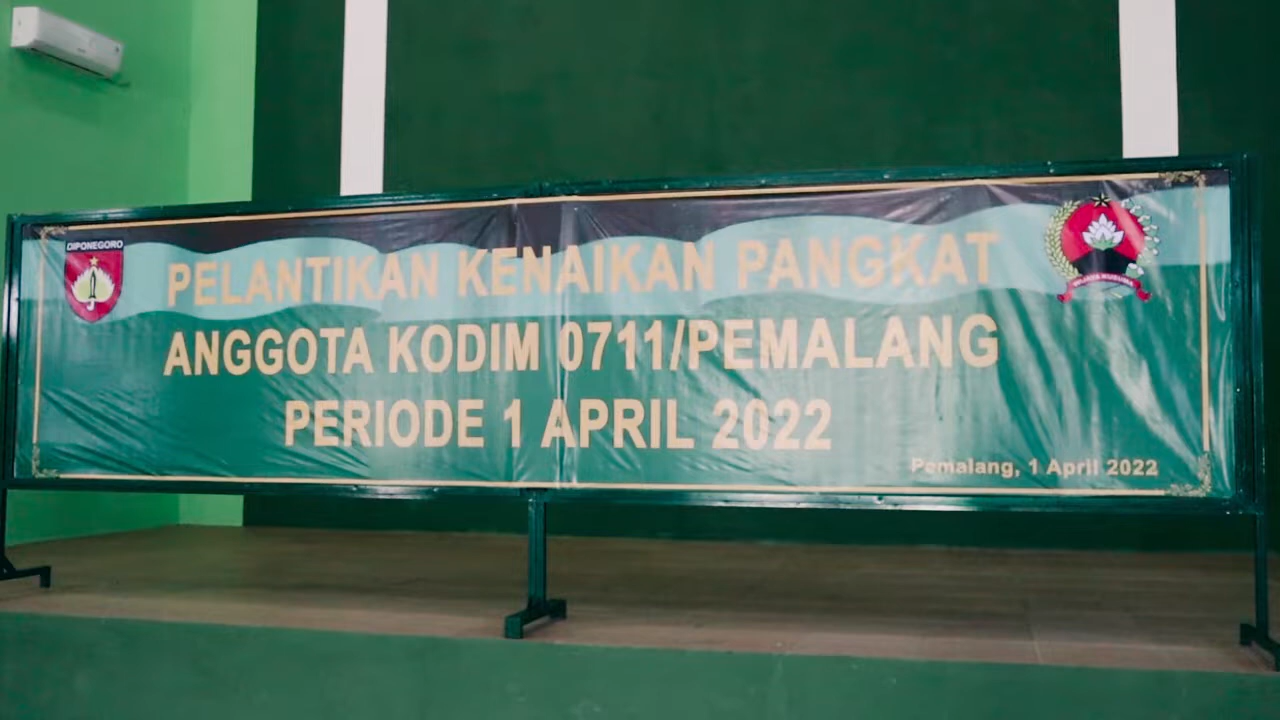 DIPONEGORO
PELANTIKAN KENAIKAN PANGKAT
ANGGOTA KODIM 0711/PEMALANG
PERIODE 1 APRIL 2022
Pemalang, 1 April 2022